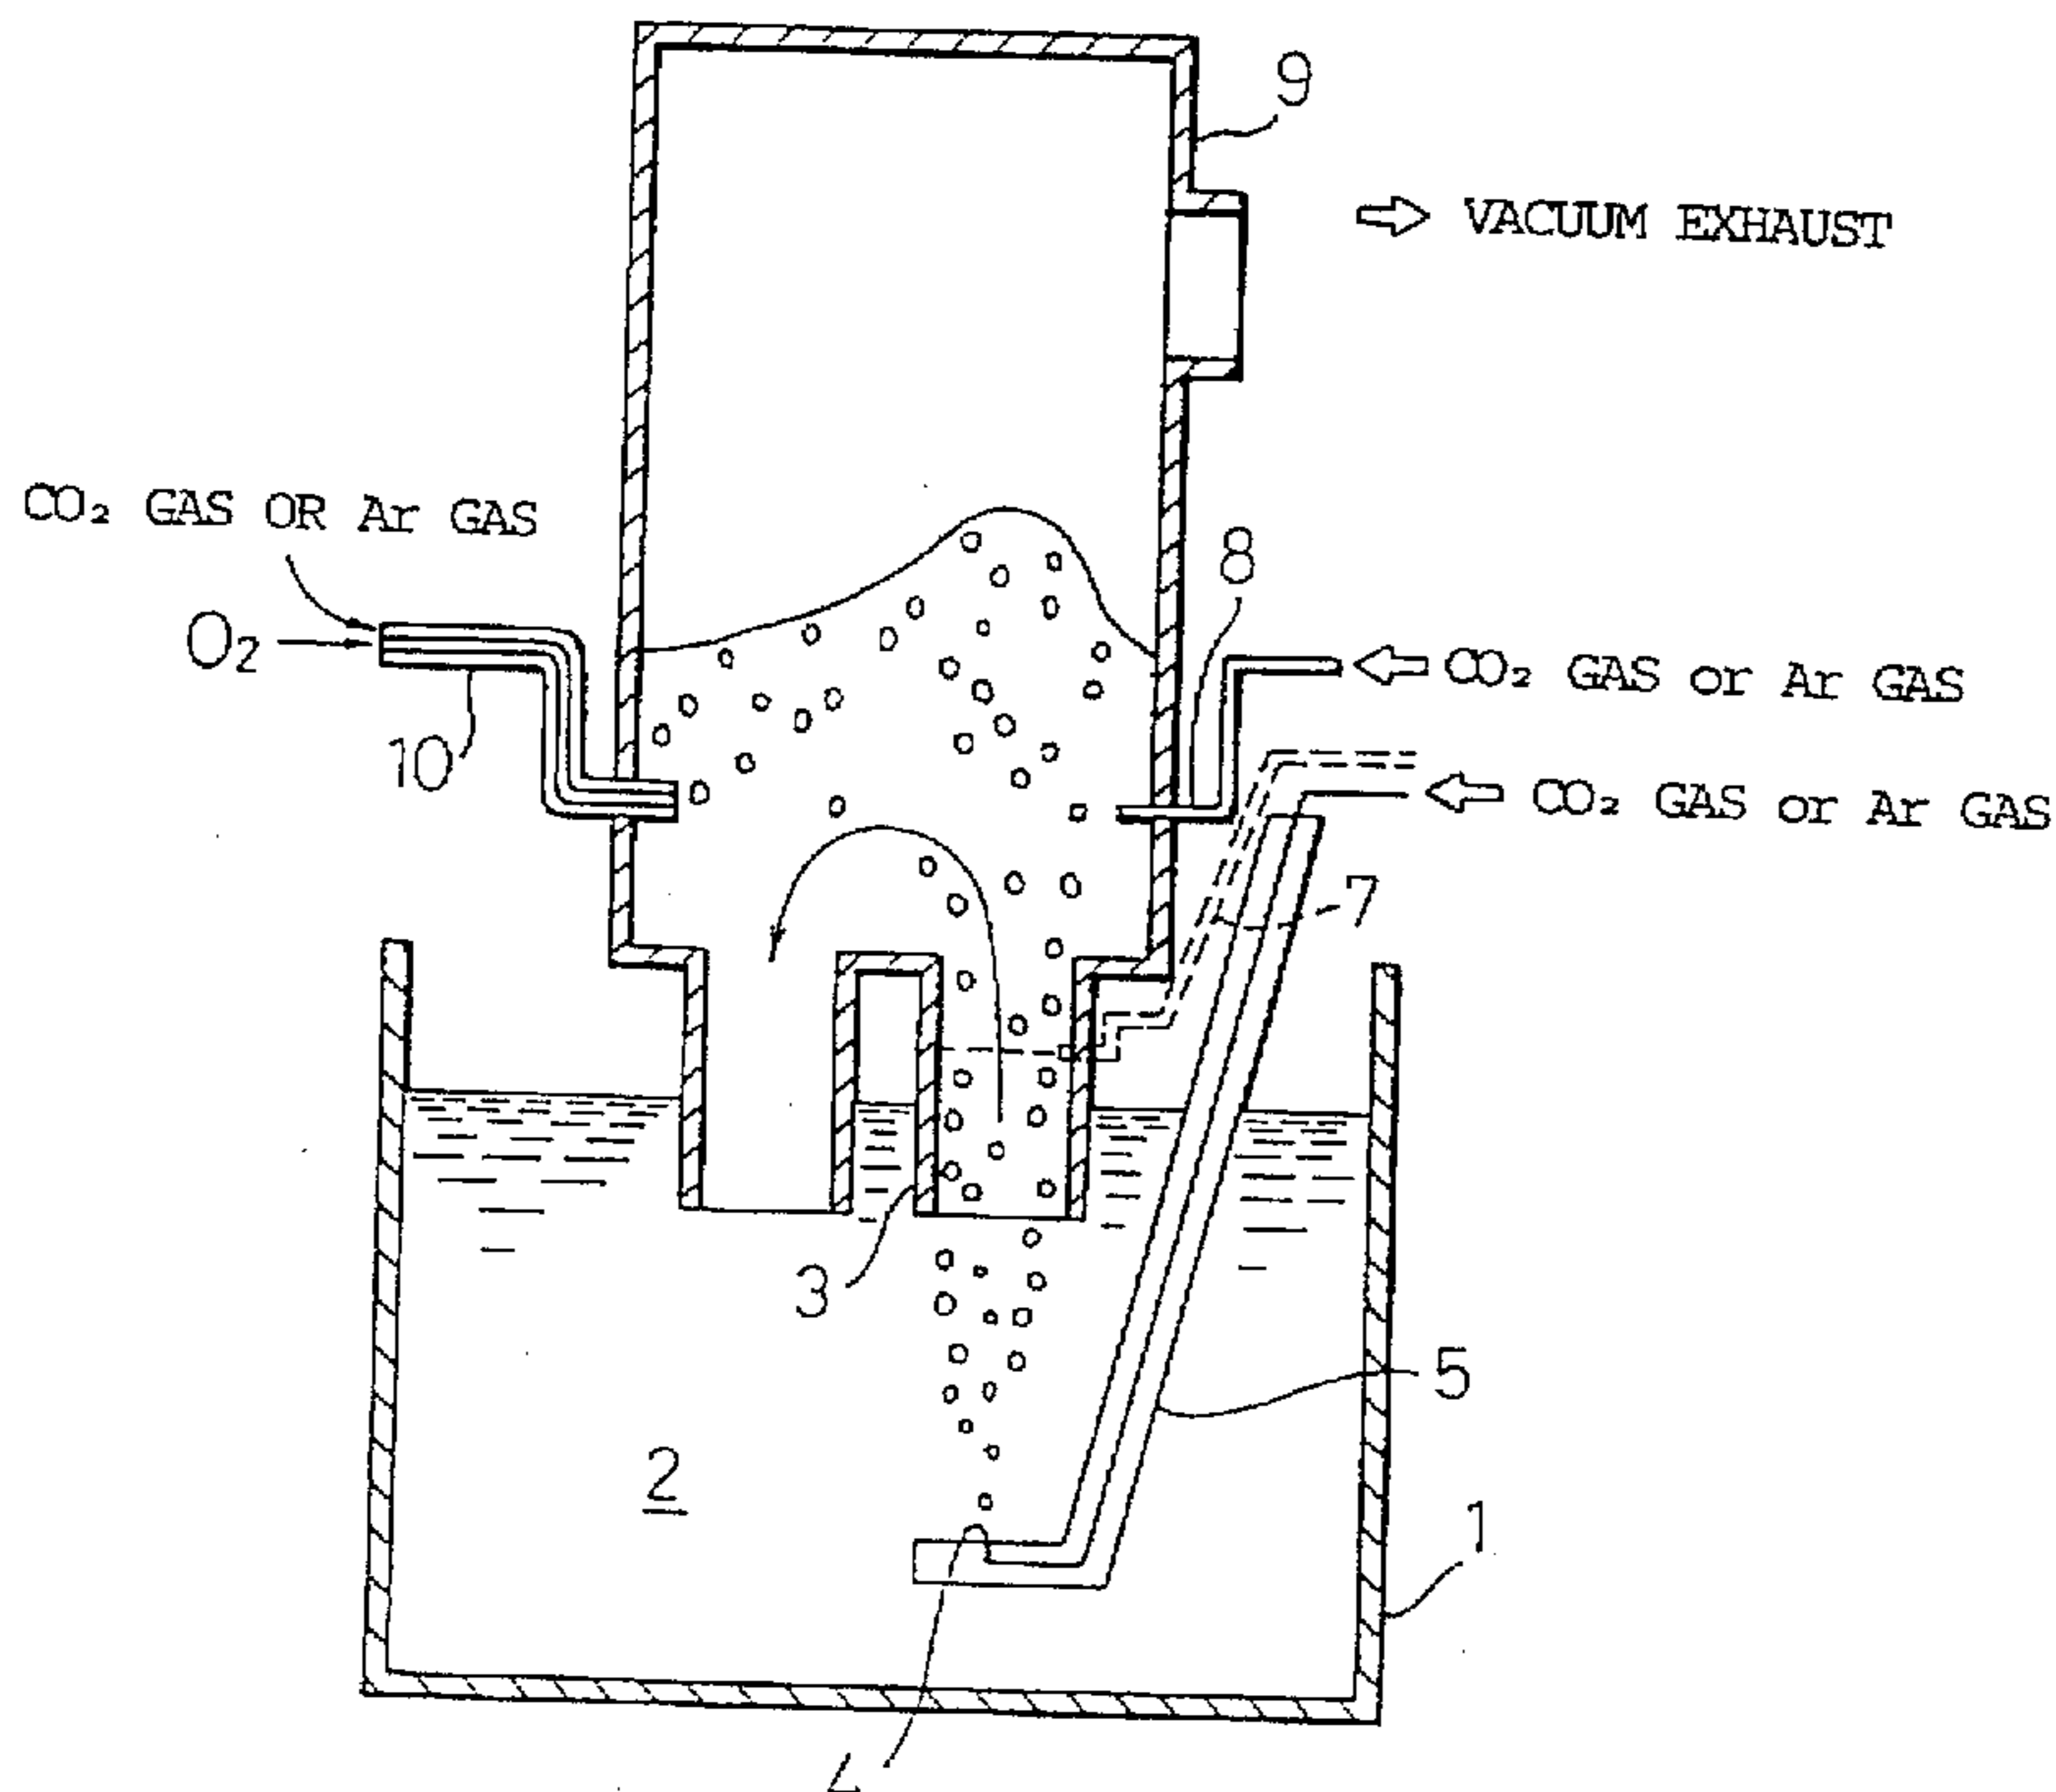 9
VACUUM EXHAUST
CO₂ GAS OR Ar GAS
8
O₂
CO₂ GAS or Ar GAS
10
CO₂ GAS or Ar GAS
7
3
5
2
1
4